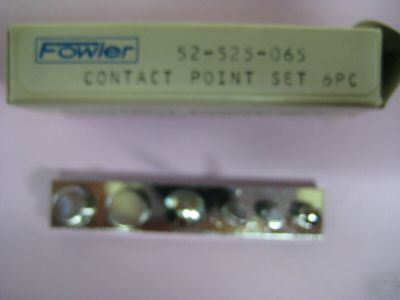 Fowler 52-525-065
CONTACT POINT SET 6PC